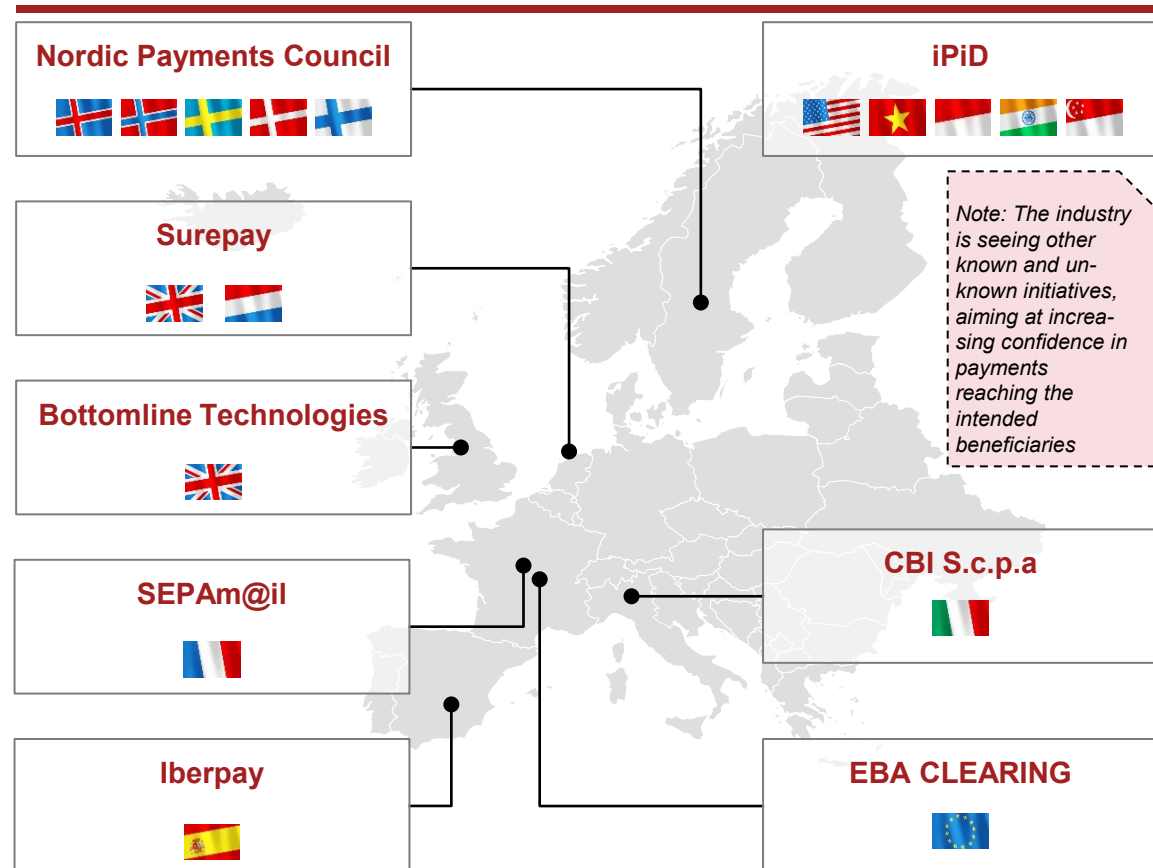 Nordic Payments Council
iPiD
Surepay
Note: The industry
is seeing other
known and un-
known initiatives,
aiming at increa-
sing confidence in
payments
reaching the
intended
beneficiaries
Bottomline Technologies
SEPAm@il
CBI S.c.p.a
Iberpay
EBA CLEARING